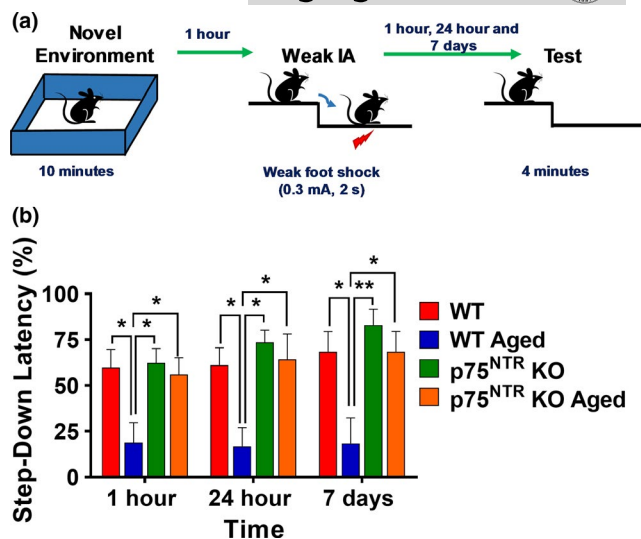 (a)
Novel
Environment
1 hour
Weak IA
1 hour, 24 hour and
7 days
Test
10 minutes
Weak foot shock
(0.3 mA, 2 s)
4 minutes
(b)
Step-Down Latency (%)
100
75
50
25
0
* * *
* * *
* ** *
1 hour
24 hour
7 days
Time
WT
WT Aged
p75NTR KO
p75NTR KO Aged